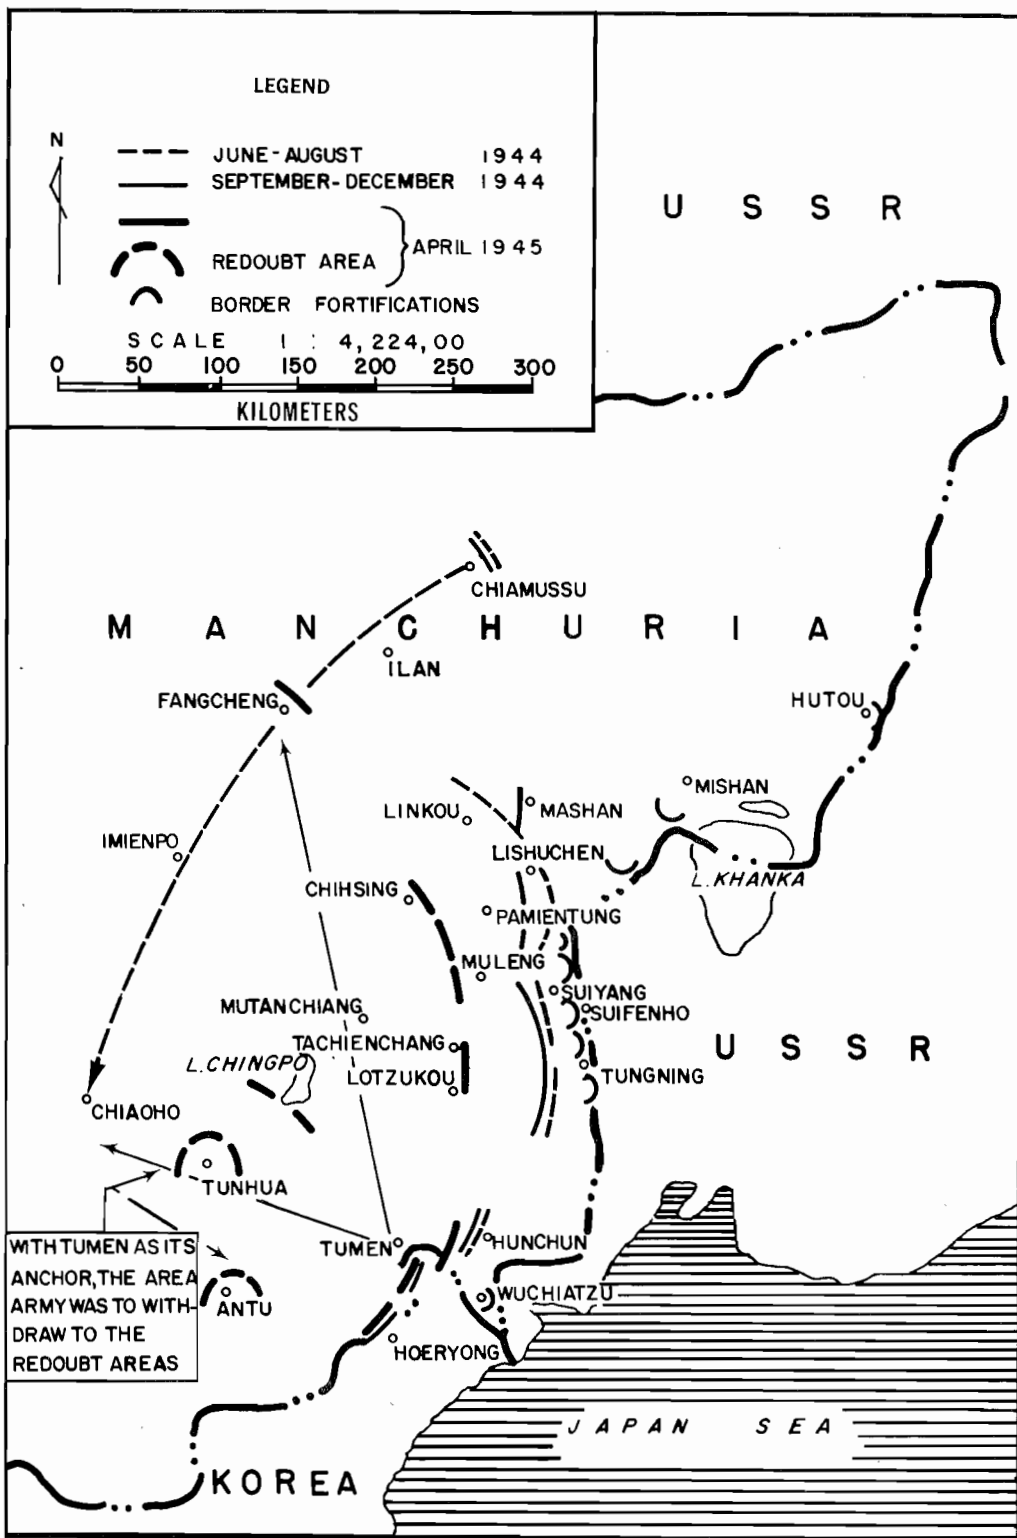 LEGEND
N
JUNE-AUGUST 1944
SEPTEMBER-DECEMBER 1944
REDOUBT AREA
APRIL 1945
BORDER FORTIFICATIONS
SCALE 1 : 4,224,00
0 50 100 150 200 250 300
KILOMETERS
USSR
CHIAMUSSU
MANCHURIA
ILAN
FANGCHENG
HUTOU
MISHAN
LINKOU
MASHAN
IMIENPO
LISHUCHEN
L.KHANKA
CHIHSING
PAMIENTUNG
MULENG
SUIYANG
MUTANCHIANG
SUIFENHO
TACHIENCHANG
USSR
L.CHINGPO
LOTZUKOU
TUNGNING
CHIAOHO
TUNHUA
TUMEN
HUNCHUN
WITH TUMEN AS ITS
ANCHOR, THE AREA
ARMY WAS TO WITH-
DRAW TO THE
REDOUBT AREAS
ANTU
WUCHIATZU
HOERYONG
JAPAN SEA
KOREA